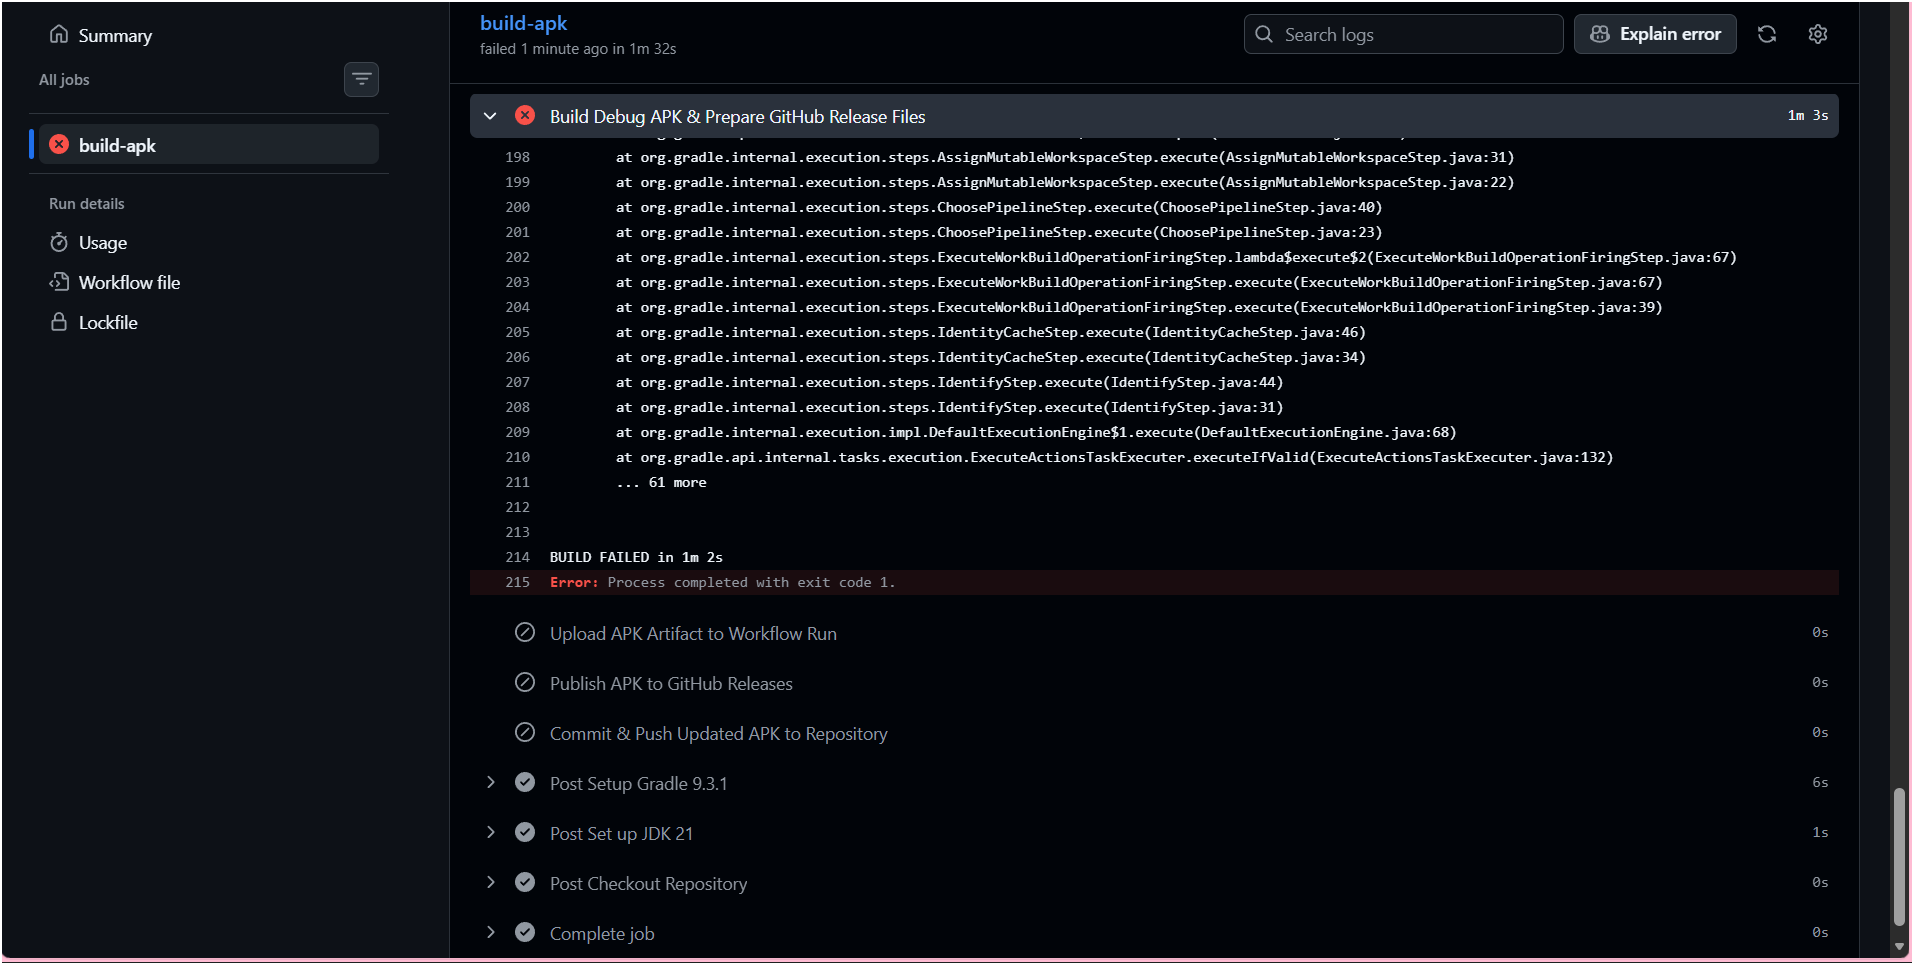 Summary
All jobs
build-apk
Run details
Usage
Workflow file
Lockfile
build-apk
failed 1 minute ago in 1m 32s
Search logs
Explain error
Build Debug APK & Prepare GitHub Release Files
1m 3s
198 at org.gradle.internal.execution.steps.AssignMutableWorkspaceStep.execute(AssignMutableWorkspaceStep.java:31)
199 at org.gradle.internal.execution.steps.AssignMutableWorkspaceStep.execute(AssignMutableWorkspaceStep.java:22)
200 at org.gradle.internal.execution.steps.ChoosePipelineStep.execute(ChoosePipelineStep.java:40)
201 at org.gradle.internal.execution.steps.ChoosePipelineStep.execute(ChoosePipelineStep.java:23)
202 at org.gradle.internal.execution.steps.ExecuteWorkBuildOperationFiringStep.lambda$execute$2(ExecuteWorkBuildOperationFiringStep.java:67)
203 at org.gradle.internal.execution.steps.ExecuteWorkBuildOperationFiringStep.execute(ExecuteWorkBuildOperationFiringStep.java:67)
204 at org.gradle.internal.execution.steps.ExecuteWorkBuildOperationFiringStep.execute(ExecuteWorkBuildOperationFiringStep.java:39)
205 at org.gradle.internal.execution.steps.IdentityCacheStep.execute(IdentityCacheStep.java:46)
206 at org.gradle.internal.execution.steps.IdentityCacheStep.execute(IdentityCacheStep.java:34)
207 at org.gradle.internal.execution.steps.IdentifyStep.execute(IdentifyStep.java:44)
208 at org.gradle.internal.execution.steps.IdentifyStep.execute(IdentifyStep.java:31)
209 at org.gradle.internal.execution.impl.DefaultExecutionEngine$1.execute(DefaultExecutionEngine.java:68)
210 at org.gradle.api.internal.tasks.execution.ExecuteActionsTaskExecuter.executeIfValid(ExecuteActionsTaskExecuter.java:132)
211 ... 61 more
212
213
214 BUILD FAILED in 1m 2s
215 Error: Process completed with exit code 1.
Upload APK Artifact to Workflow Run 0s
Publish APK to GitHub Releases 0s
Commit & Push Updated APK to Repository 0s
Post Setup Gradle 9.3.1 6s
Post Set up JDK 21 1s
Post Checkout Repository 0s
Complete job 0s